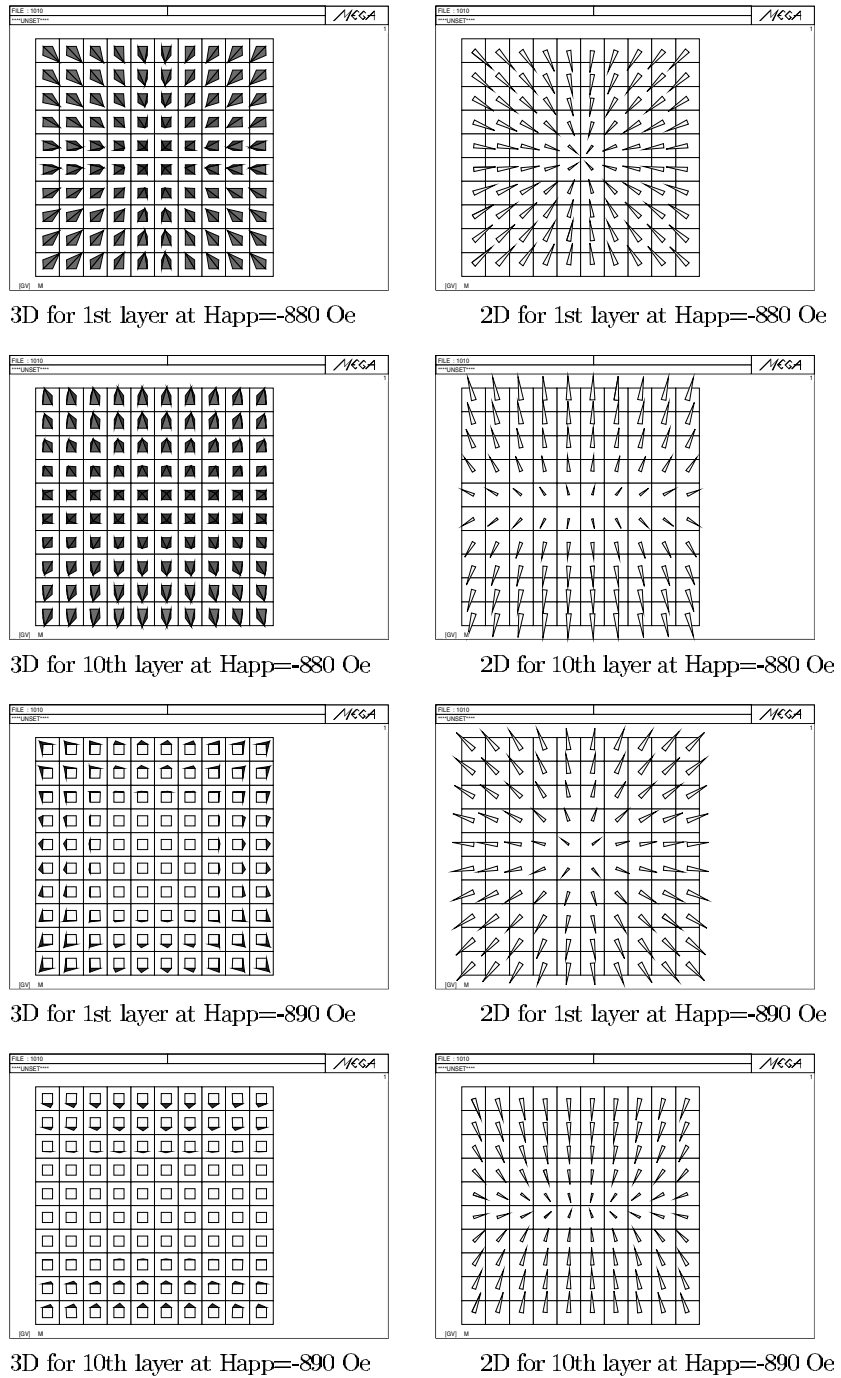 FILE : 1010
MEGA
****UNSET****
1
[GV] M
FILE : 1010
MEGA
****UNSET****
1
[GV] M
3D for 1st layer at Happ=-880 Oe
2D for 1st layer at Happ=-880 Oe
FILE : 1010
MEGA
****UNSET****
1
[GV] M
FILE : 1010
MEGA
****UNSET****
1
[GV] M
3D for 10th layer at Happ=-880 Oe
2D for 10th layer at Happ=-880 Oe
FILE : 1010
MEGA
****UNSET****
1
[GV] M
FILE : 1010
MEGA
****UNSET****
1
[GV] M
3D for 1st layer at Happ=-890 Oe
2D for 1st layer at Happ=-890 Oe
FILE : 1010
MEGA
****UNSET****
1
[GV] M
FILE : 1010
MEGA
****UNSET****
1
[GV] M
3D for 10th layer at Happ=-890 Oe
2D for 10th layer at Happ=-890 Oe